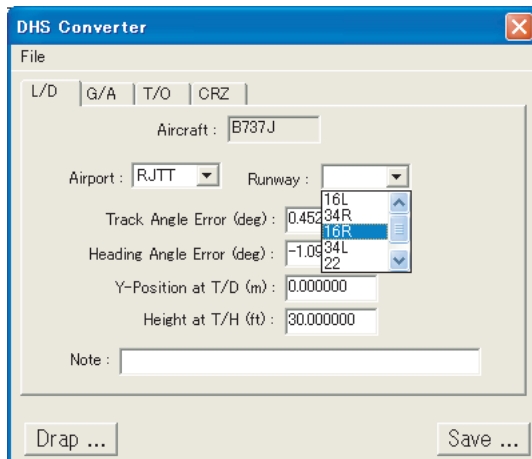 DHS Converter
File
L/D G/A T/O CRZ
Aircraft : B737J
Airport : RJTT Runway :
16L
34R
16R
34L
22
Track Angle Error (deg) : 0.452
Heading Angle Error (deg) : -1.09
Y-Position at T/D (m) : 0.000000
Height at T/H (ft) : 30.000000
Note :
Drap ... Save ...